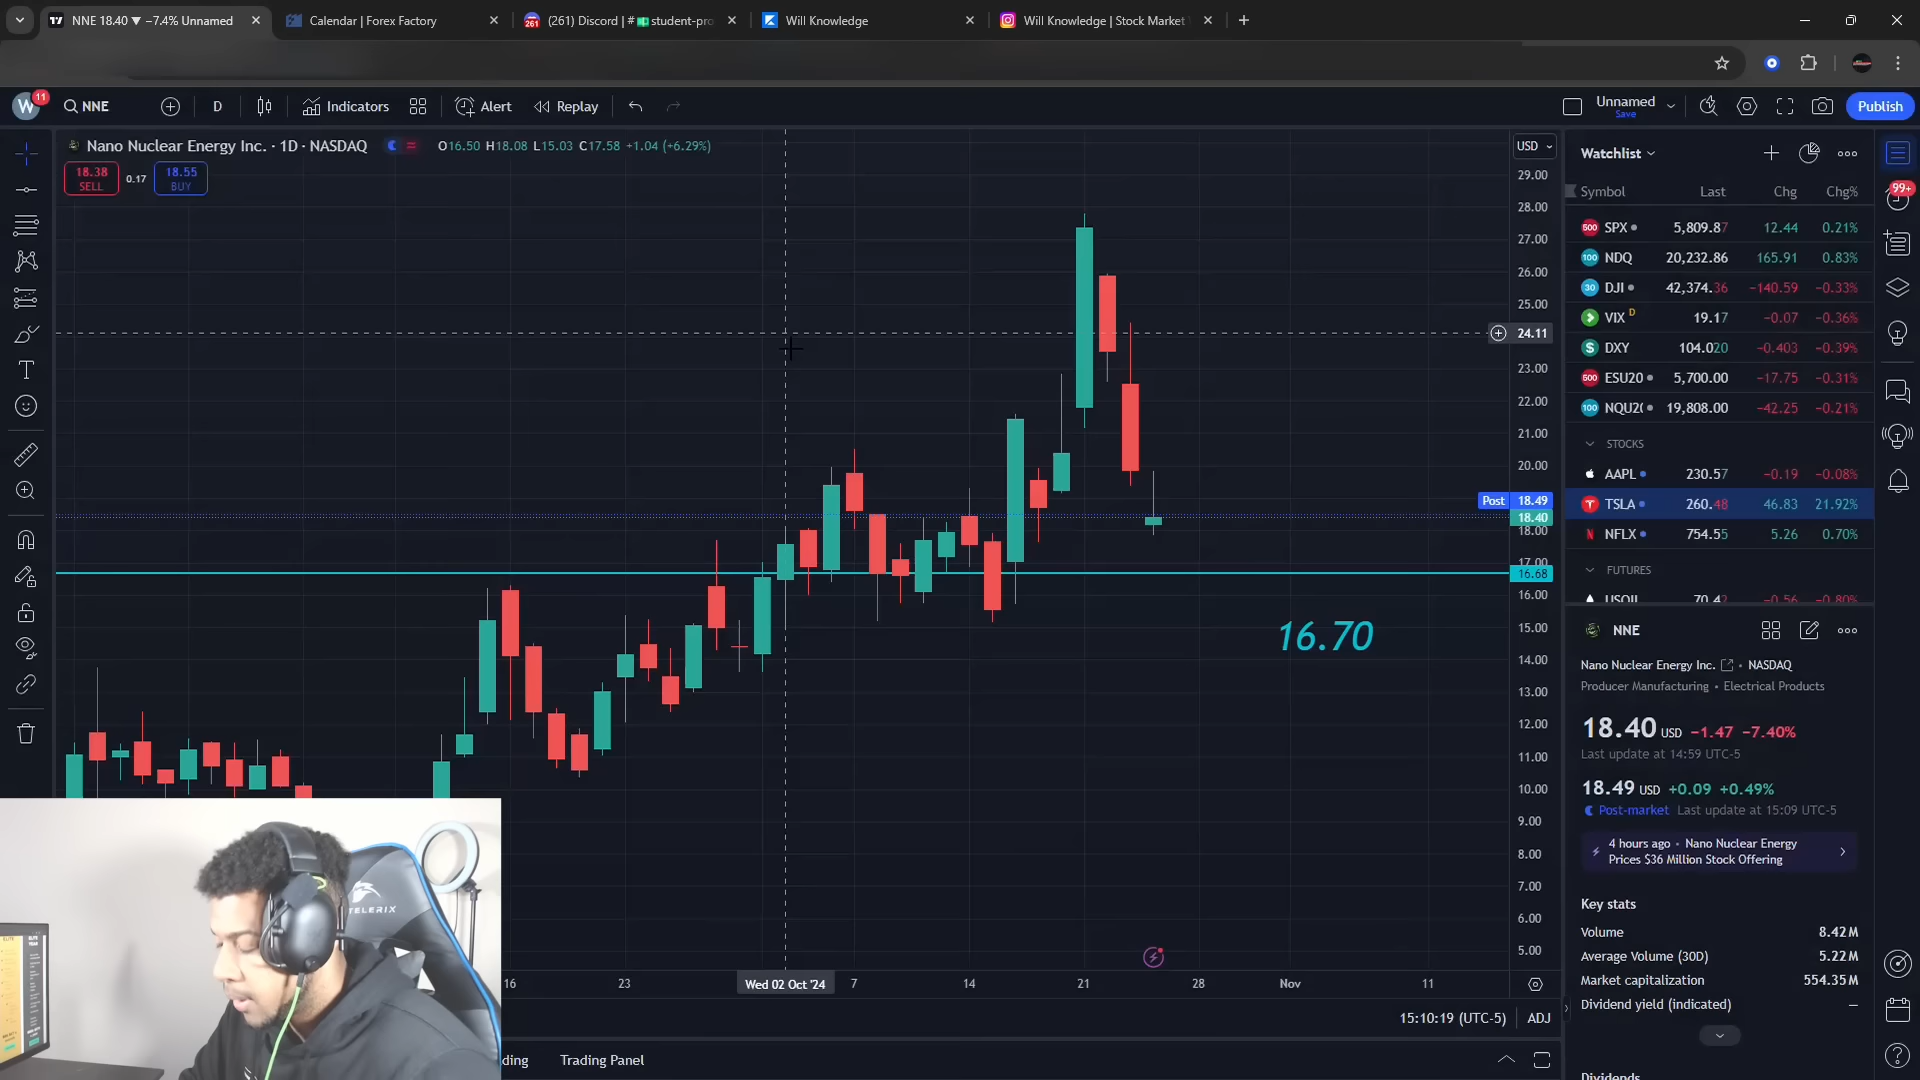 NNE 18.40 ▼ −7.4% Unnamed
Calendar | Forex Factory
(261) Discord | #
student-pro
Will Knowledge
Will Knowledge | Stock Market
W
11
NNE
D
Indicators
Alert
Replay
Unnamed
Save
Publish
Nano Nuclear Energy Inc. · 1D · NASDAQ
O16.50 H18.08 L15.03 C17.58 +1.04 (+6.29%)
18.38
SELL
0.17
18.55
BUY
USD
29.00
28.00
27.00
26.00
25.00
24.11
23.00
22.00
21.00
20.00
Post 18.49
18.40
18.00
17.00
16.68
16.00
15.00
14.00
13.00
12.00
11.00
10.00
9.00
8.00
7.00
6.00
5.00
16.70
16
23
Wed 02 Oct '24
7
14
21
28
Nov
11
15:10:19 (UTC-5)
ADJ
Trading Panel
TELERIX
Watchlist
Symbol Last Chg Chg%
500 SPX 5,809.87 12.44 0.21%
100 NDQ 20,232.86 165.91 0.83%
30 DJI 42,374.36 −140.59 −0.33%
VIX D 19.17 −0.07 −0.36%
$ DXY 104.020 −0.403 −0.39%
500 ESU20 5,700.00 −17.75 −0.31%
100 19,808.00 −42.25 −0.21%
STOCKS
AAPL 230.57 −0.19 −0.08%
TSLA 260.48 46.83 21.92%
N NFLX 754.55 5.26 0.70%
FUTURES
USOIL 70.42 −0.56 −0.80%
99+
NNE
Nano Nuclear Energy Inc. • NASDAQ
Producer Manufacturing • Electrical Products
18.40 USD −1.47 −7.40%
Last update at 14:59 UTC-5
18.49 USD +0.09 +0.49%
Post-market Last update at 15:09 UTC-5
4 hours ago • Nano Nuclear Energy
Prices $36 Million Stock Offering
Key stats
Volume 8.42M
Average Volume (30D) 5.22M
Market capitalization 554.35M
Dividend yield (indicated) —
Dividends